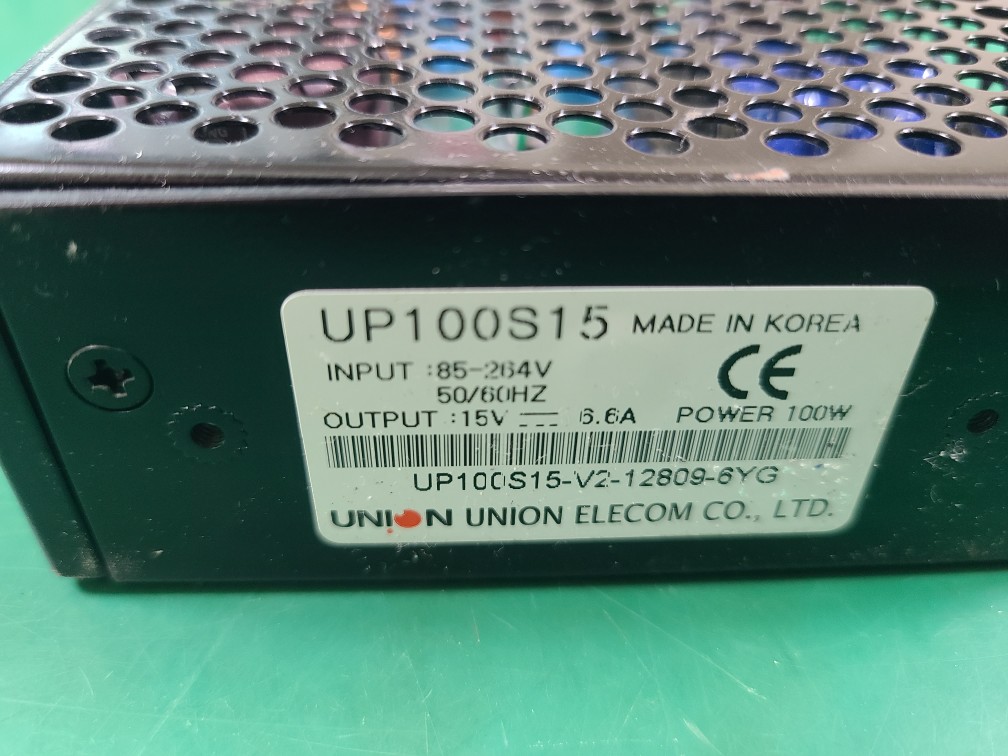 UP100S15 MADE IN KOREA
INPUT :85-264V
50/60HZ
CE
OUTPUT :15V ⎓ 6.6A POWER 100W
UP100S15-V2-12809-6YG
UNION UNION ELECOM CO., LTD.